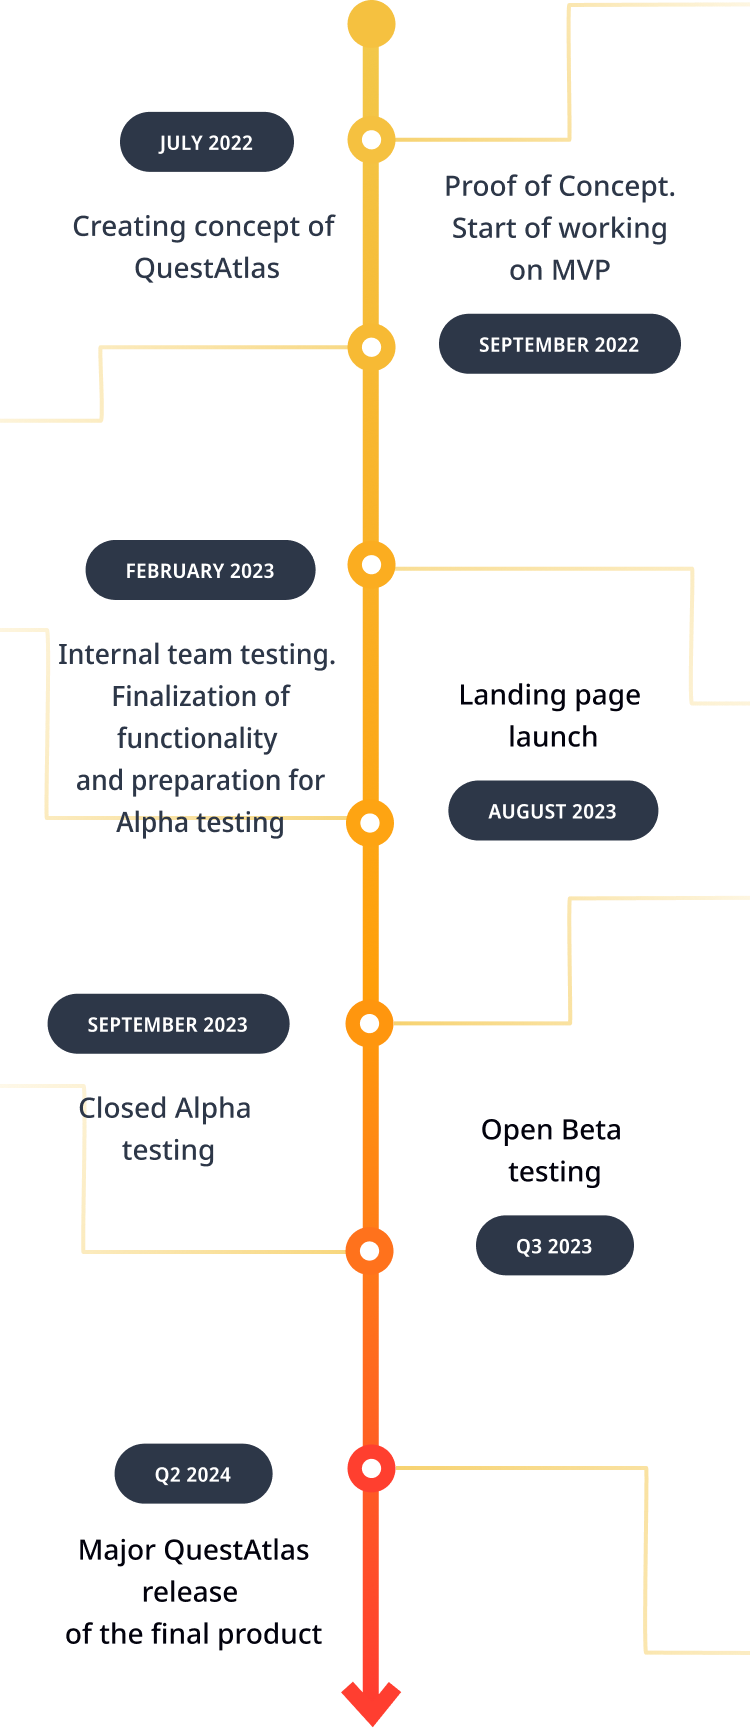 JULY 2022
Creating concept of
QuestAtlas
Proof of Concept.
Start of working
on MVP
SEPTEMBER 2022
FEBRUARY 2023
Internal team testing.
Finalization of
functionality
and preparation for
Alpha testing
Landing page
launch
AUGUST 2023
SEPTEMBER 2023
Closed Alpha
testing
Open Beta
testing
Q3 2023
Q2 2024
Major QuestAtlas
release
of the final product